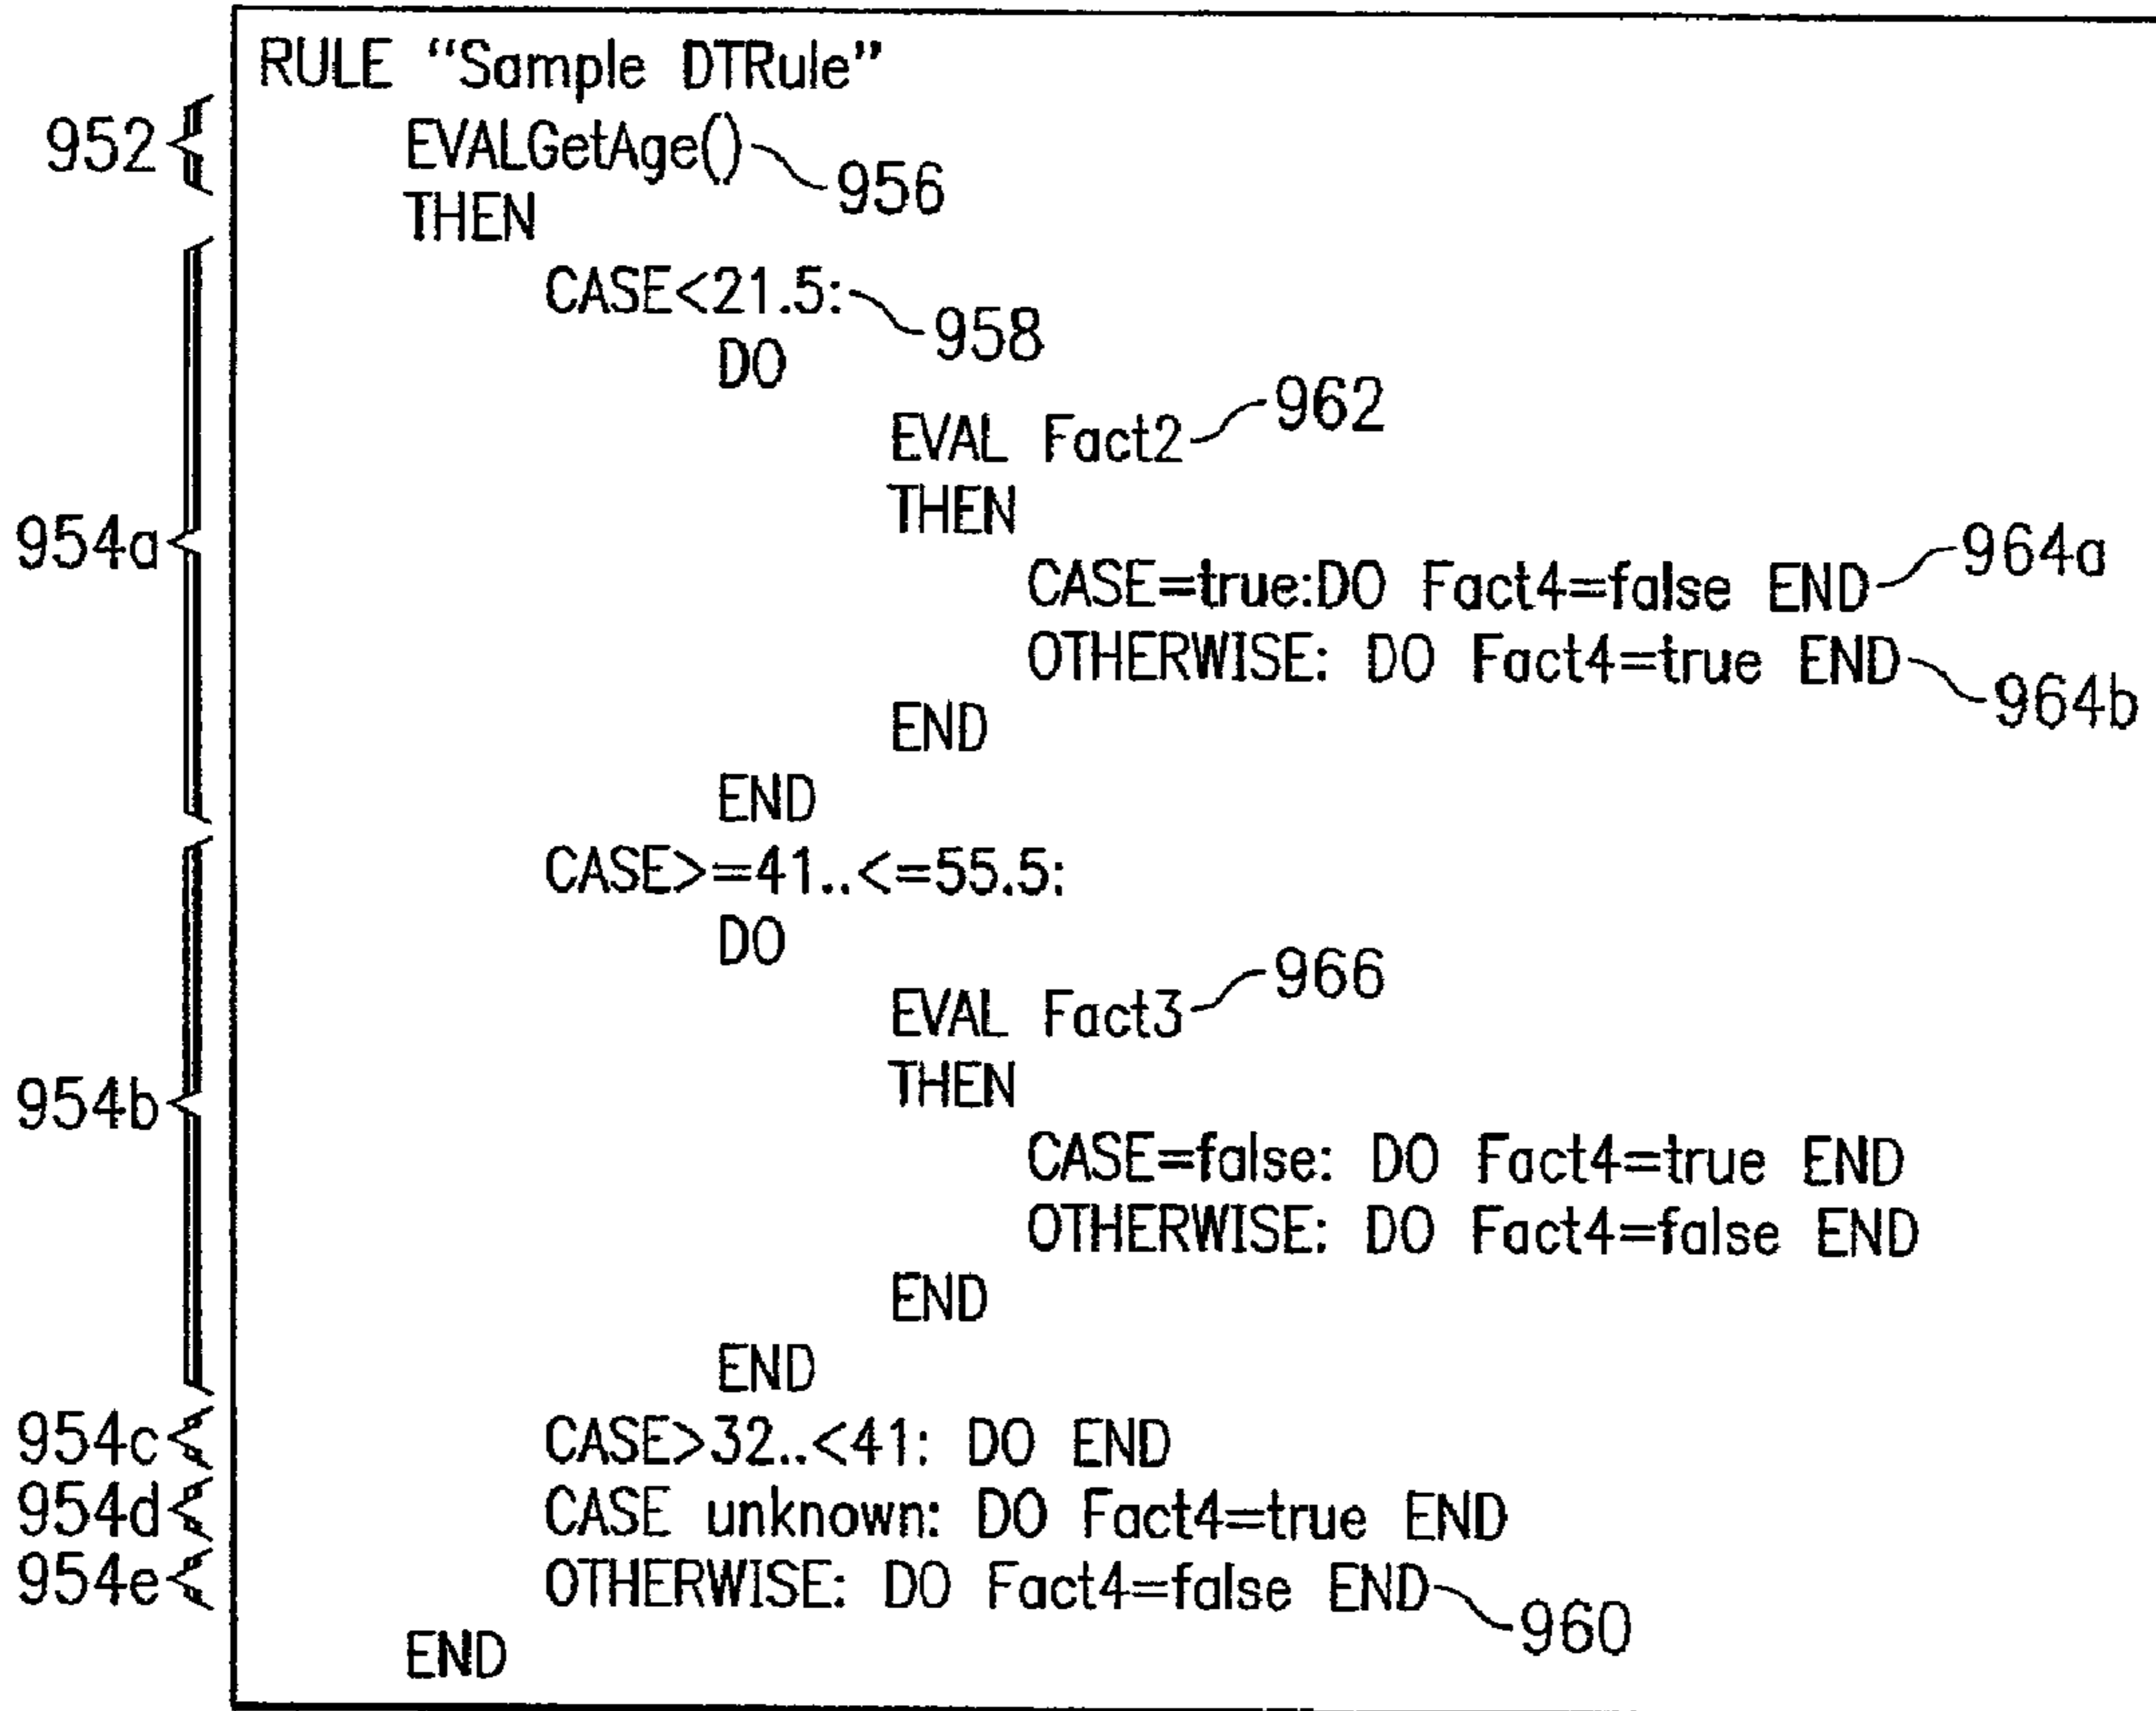 RULE “Sample DTRule”
952
EVALGetAge()
956
THEN
CASE<21.5:
958
DO
962
EVAL Fact2
THEN
954a
964a
CASE=true:DO Fact4=false END
OTHERWISE: DO Fact4=true END
964b
END
END
CASE>=41..<=55.5:
DO
966
EVAL Fact3
THEN
954b
CASE=false: DO Fact4=true END
OTHERWISE: DO Fact4=false END
END
END
954c CASE>32..<41: DO END
954d CASE unknown: DO Fact4=true END
954e OTHERWISE: DO Fact4=false END
960
END